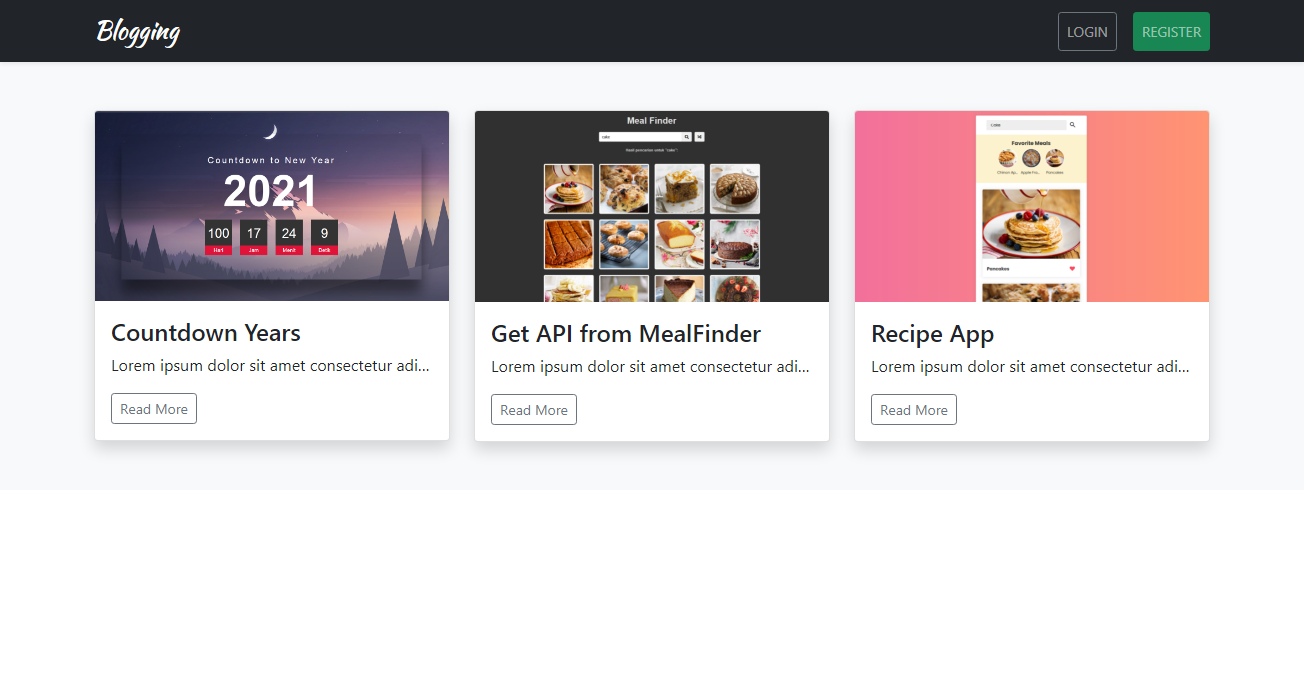 Blogging
LOGIN
REGISTER
Countdown to New Year
2021
100 17 24 9
Hari Jam Menit Detik
Countdown Years
Lorem ipsum dolor sit amet consectetur adi...
Read More
Meal Finder
cake
Hasil pencarian untuk "cake":
Get API from MealFinder
Lorem ipsum dolor sit amet consectetur adi...
Read More
Cake
Favorite Meals
Pancakes
Pancakes
Recipe App
Lorem ipsum dolor sit amet consectetur adi...
Read More